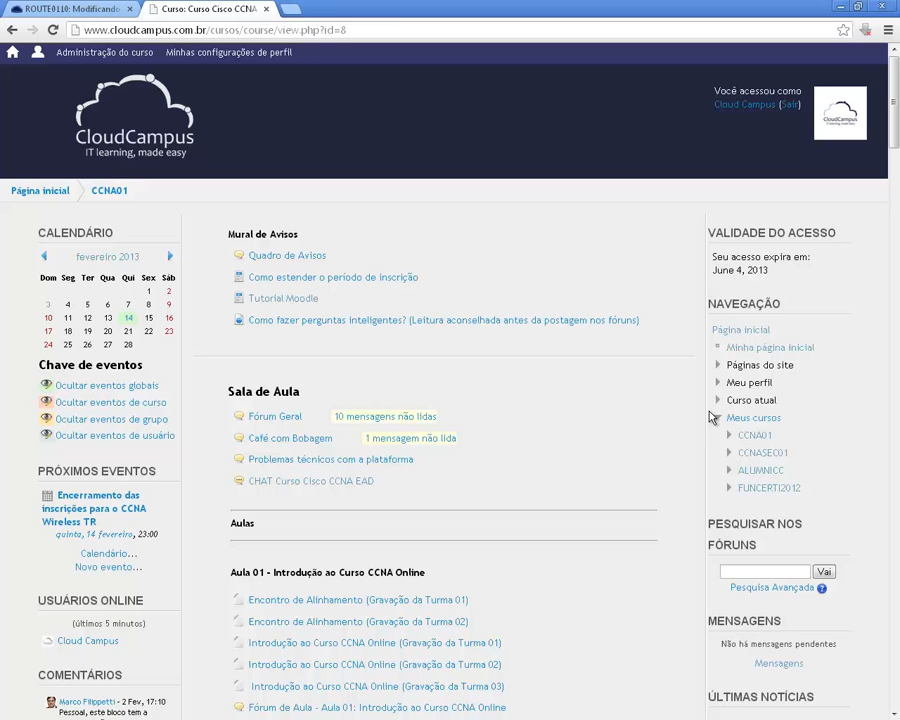 ROUTE0110: Modificando
Curso: Curso Cisco CCNA
www.cloudcampus.com.br/cursos/course/view.php?id=8
Administração do curso Minhas configurações de perfil
CloudCampus
IT learning, made easy
Você acessou como
Cloud Campus (Sair)
Página inicial CCNA01
CALENDÁRIO
fevereiro 2013
Dom Seg Ter Qua Qui Sex Sáb
1 2
3 4 5 6 7 8 9
10 11 12 13 14 15 16
17 18 19 20 21 22 23
24 25 26 27 28
Chave de eventos
Ocultar eventos globais
Ocultar eventos de curso
Ocultar eventos de grupo
Ocultar eventos de usuário
PRÓXIMOS EVENTOS
Encerramento das
inscrições para o CCNA
Wireless TR
quinta, 14 fevereiro, 23:00
Calendário...
Novo evento...
USUÁRIOS ONLINE
(últimos 5 minutos)
Cloud Campus
COMENTÁRIOS
Marco Filippetti - 2 Fev, 17:10
Pessoal, este bloco tem a
Mural de Avisos
Quadro de Avisos
Como estender o período de inscrição
Tutorial Moodle
Como fazer perguntas inteligentes? (Leitura aconselhada antes da postagem nos fóruns)
Sala de Aula
Fórum Geral 10 mensagens não lidas
Café com Bobagem 1 mensagem não lida
Problemas técnicos com a plataforma
CHAT Curso Cisco CCNA EAD
Aulas
Aula 01 - Introdução ao Curso CCNA Online
Encontro de Alinhamento (Gravação da Turma 01)
Encontro de Alinhamento (Gravação da Turma 02)
Introdução ao Curso CCNA Online (Gravação da Turma 01)
Introdução ao Curso CCNA Online (Gravação da Turma 02)
Introdução ao Curso CCNA Online (Gravação da Turma 03)
Fórum de Aula - Aula 01: Introdução ao Curso CCNA Online
VALIDADE DO ACESSO
Seu acesso expira em:
June 4, 2013
NAVEGAÇÃO
Página inicial
Minha página inicial
Páginas do site
Meu perfil
Curso atual
Meus cursos
CCNA01
CCNASEC01
ALUMNICC
FUNCERTI2012
PESQUISAR NOS
FÓRUNS
Vai
Pesquisa Avançada
MENSAGENS
Não há mensagens pendentes
Mensagens
ÚLTIMAS NOTÍCIAS